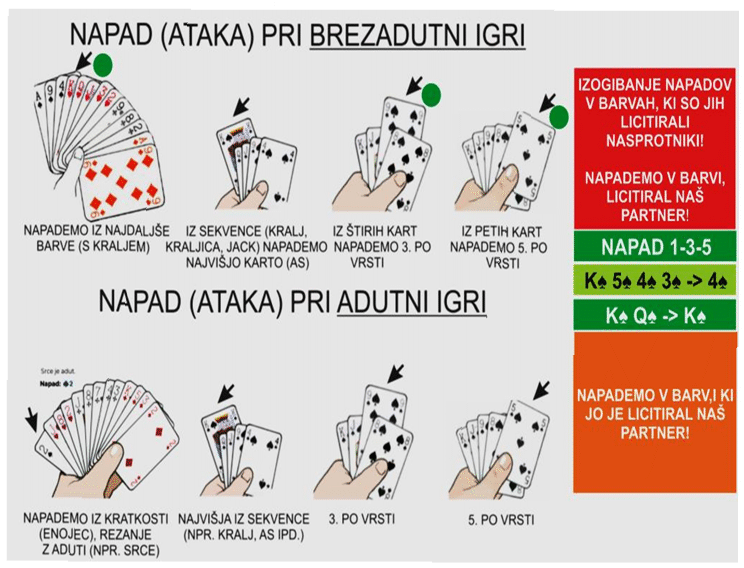 NAPAD (ATAKA) PRI BREZADUTNI IGRI
NAPADEMO IZ NAJDALJŠE
BARVE (S KRALJEM)
IZ SEKVENCE (KRALJ,
KRALJICA, JACK) NAPADEMO
NAJVIŠJO KARTO (AS)
IZ ŠTIRIH KART
NAPADEMO 3. PO
VRSTI
IZ PETIH KART
NAPADEMO 5. PO
VRSTI
NAPAD (ATAKA) PRI ADUTNI IGRI
Srce je adut.
Napad: ♣2
NAPADEMO IZ KRATKOSTI
(ENOJEC), REZANJE
Z ADUTI (NPR. SRCE)
NAJVIŠJA IZ SEKVENCE
(NPR. KRALJ, AS IPD.)
3. PO VRSTI
5. PO VRSTI
IZOGIBANJE NAPADOV
V BARVAH, KI SO JIH
LICITIRALI
NASPROTNIKI!
NAPADEMO V BARVI,
LICITIRAL NAŠ
PARTNER!
NAPAD 1-3-5
K♠ 5♠ 4♠ 3♠ -> 4♠
K♠ Q♠ -> K♠
NAPADEMO V BARV,I KI
JO JE LICITIRAL NAŠ
PARTNER!